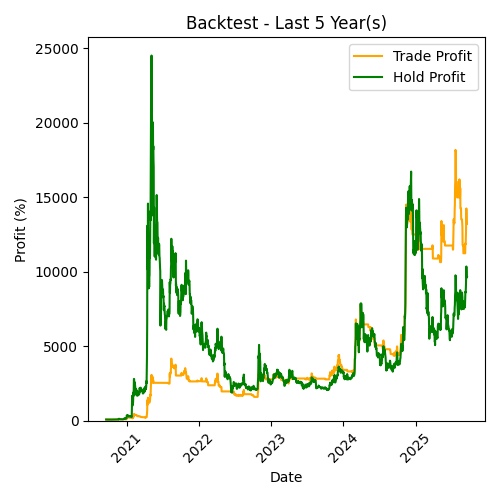 Backtest - Last 5 Year(s)
Trade Profit
Hold Profit
Profit (%)
25000
20000
15000
10000
5000
0
2021
2022
2023
2024
2025
Date